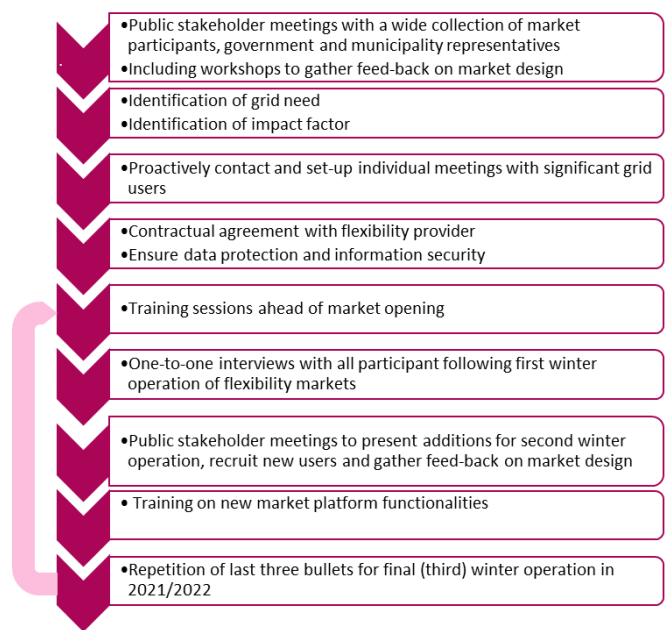 •Public stakeholder meetings with a wide collection of market
participants, government and municipality representatives
•Including workshops to gather feed-back on market design
•Identification of grid need
•Identification of impact factor
•Proactively contact and set-up individual meetings with significant grid
users
•Contractual agreement with flexibility provider
•Ensure data protection and information security
•Training sessions ahead of market opening
•One-to-one interviews with all participant following first winter
operation of flexibility markets
•Public stakeholder meetings to present additions for second winter
operation, recruit new users and gather feed-back on market design
• Training on new market platform functionalities
•Repetition of last three bullets for final (third) winter operation in
2021/2022